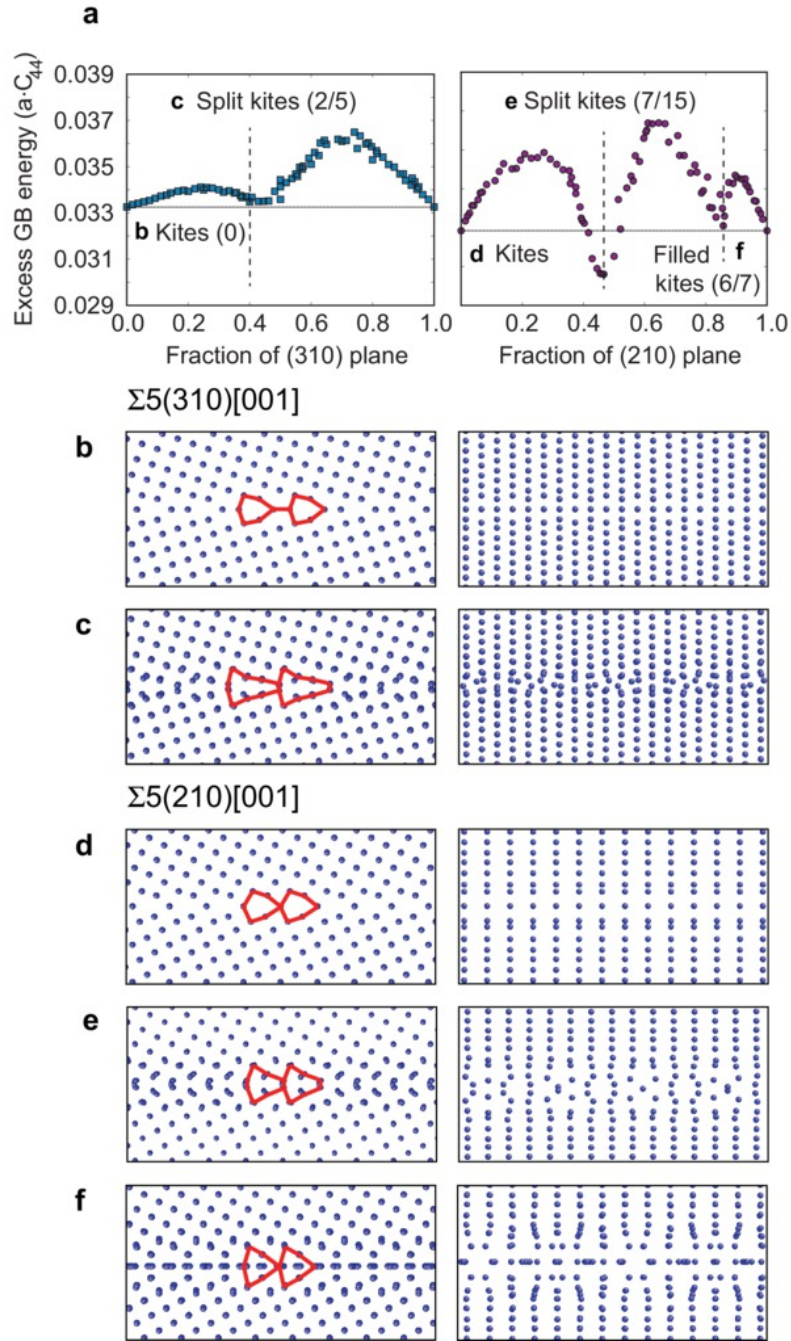 a
Excess GB energy (a·C44)
0.039
0.037
0.035
0.033
0.031
0.029
c Split kites (2/5)
b Kites (0)
0.0 0.2 0.4 0.6 0.8 1.0
Fraction of (310) plane
e Split kites (7/15)
d Kites
Filled f
kites (6/7)
0.2 0.4 0.6 0.8 1.0
Fraction of (210) plane
Σ5(310)[001]
b
c
Σ5(210)[001]
d
e
f